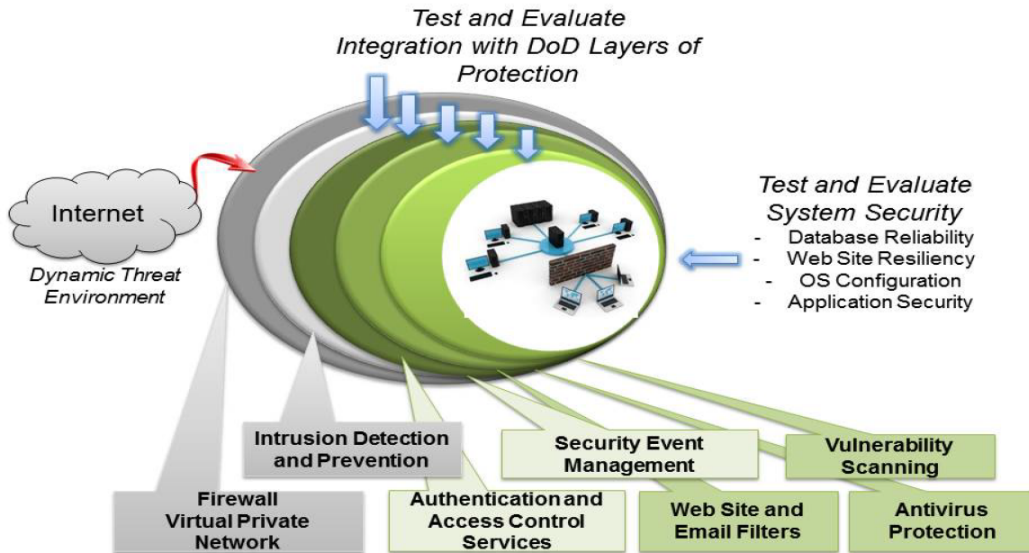 Test and Evaluate
Integration with DoD Layers of
Protection
Internet
Dynamic Threat
Environment
Test and Evaluate
System Security
- Database Reliability
- Web Site Resiliency
- OS Configuration
- Application Security
Intrusion Detection
and Prevention
Security Event
Management
Vulnerability
Scanning
Firewall
Virtual Private
Network
Authentication and
Access Control
Services
Web Site and
Email Filters
Antivirus
Protection